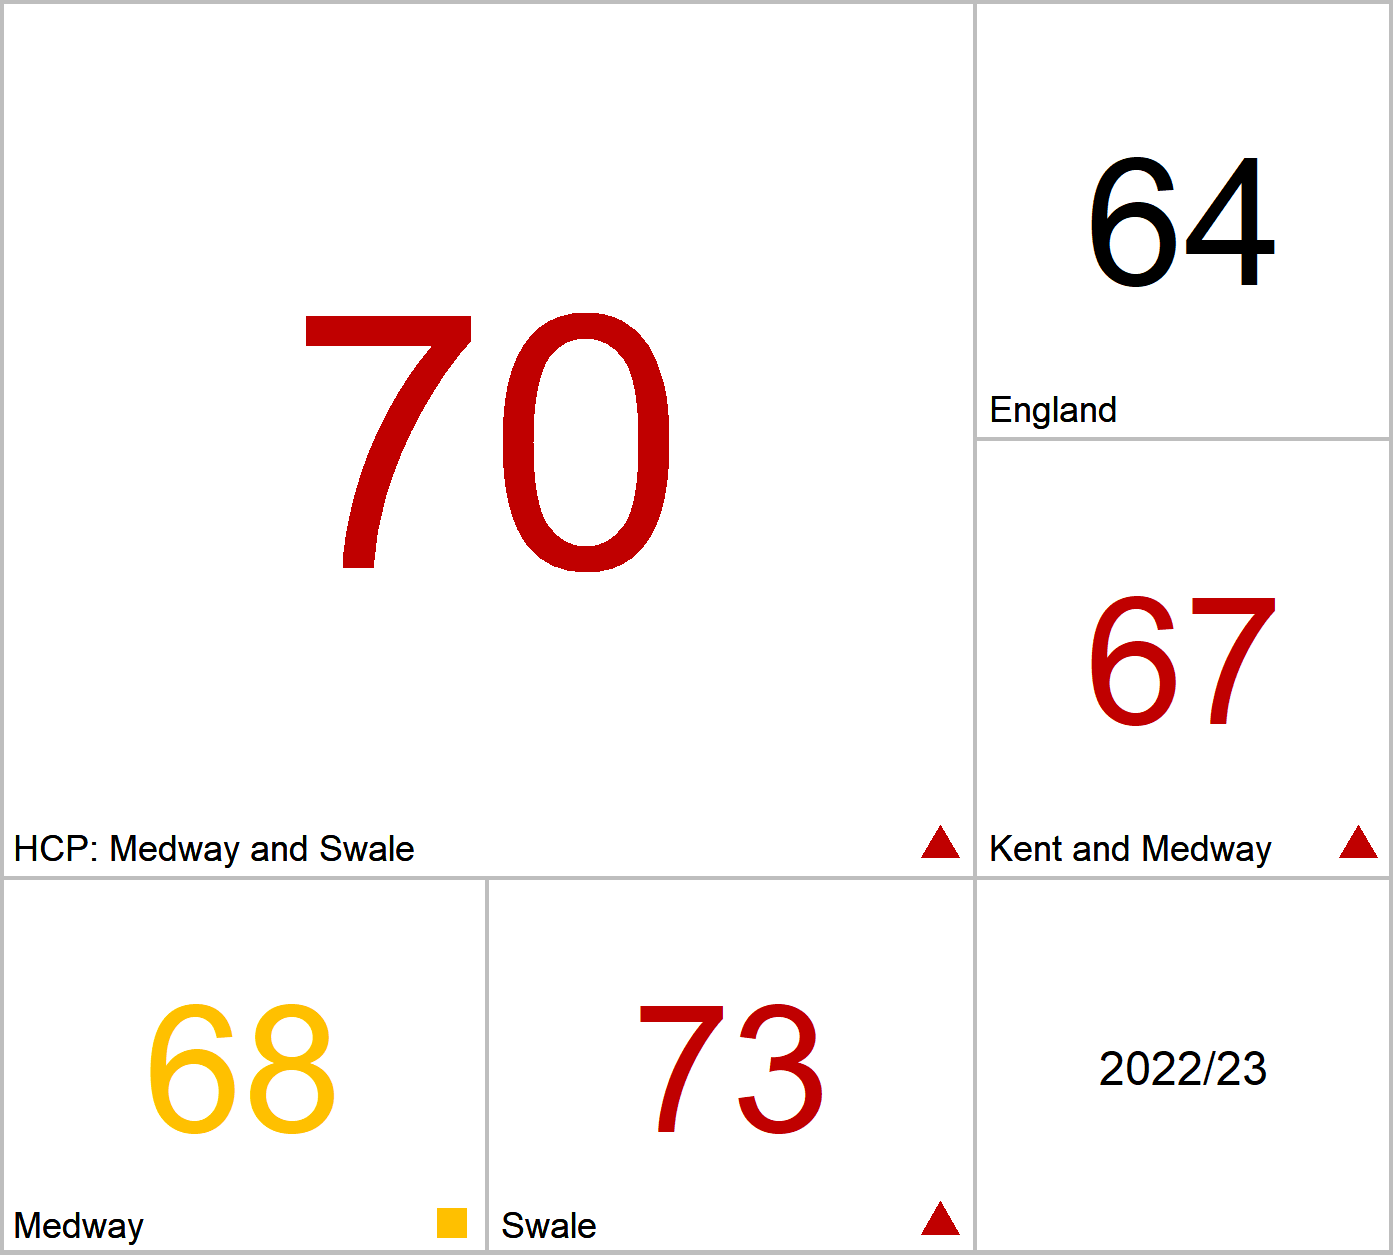 70
HCP: Medway and Swale
64
England
67
Kent and Medway
68
Medway
73
Swale
2022/23